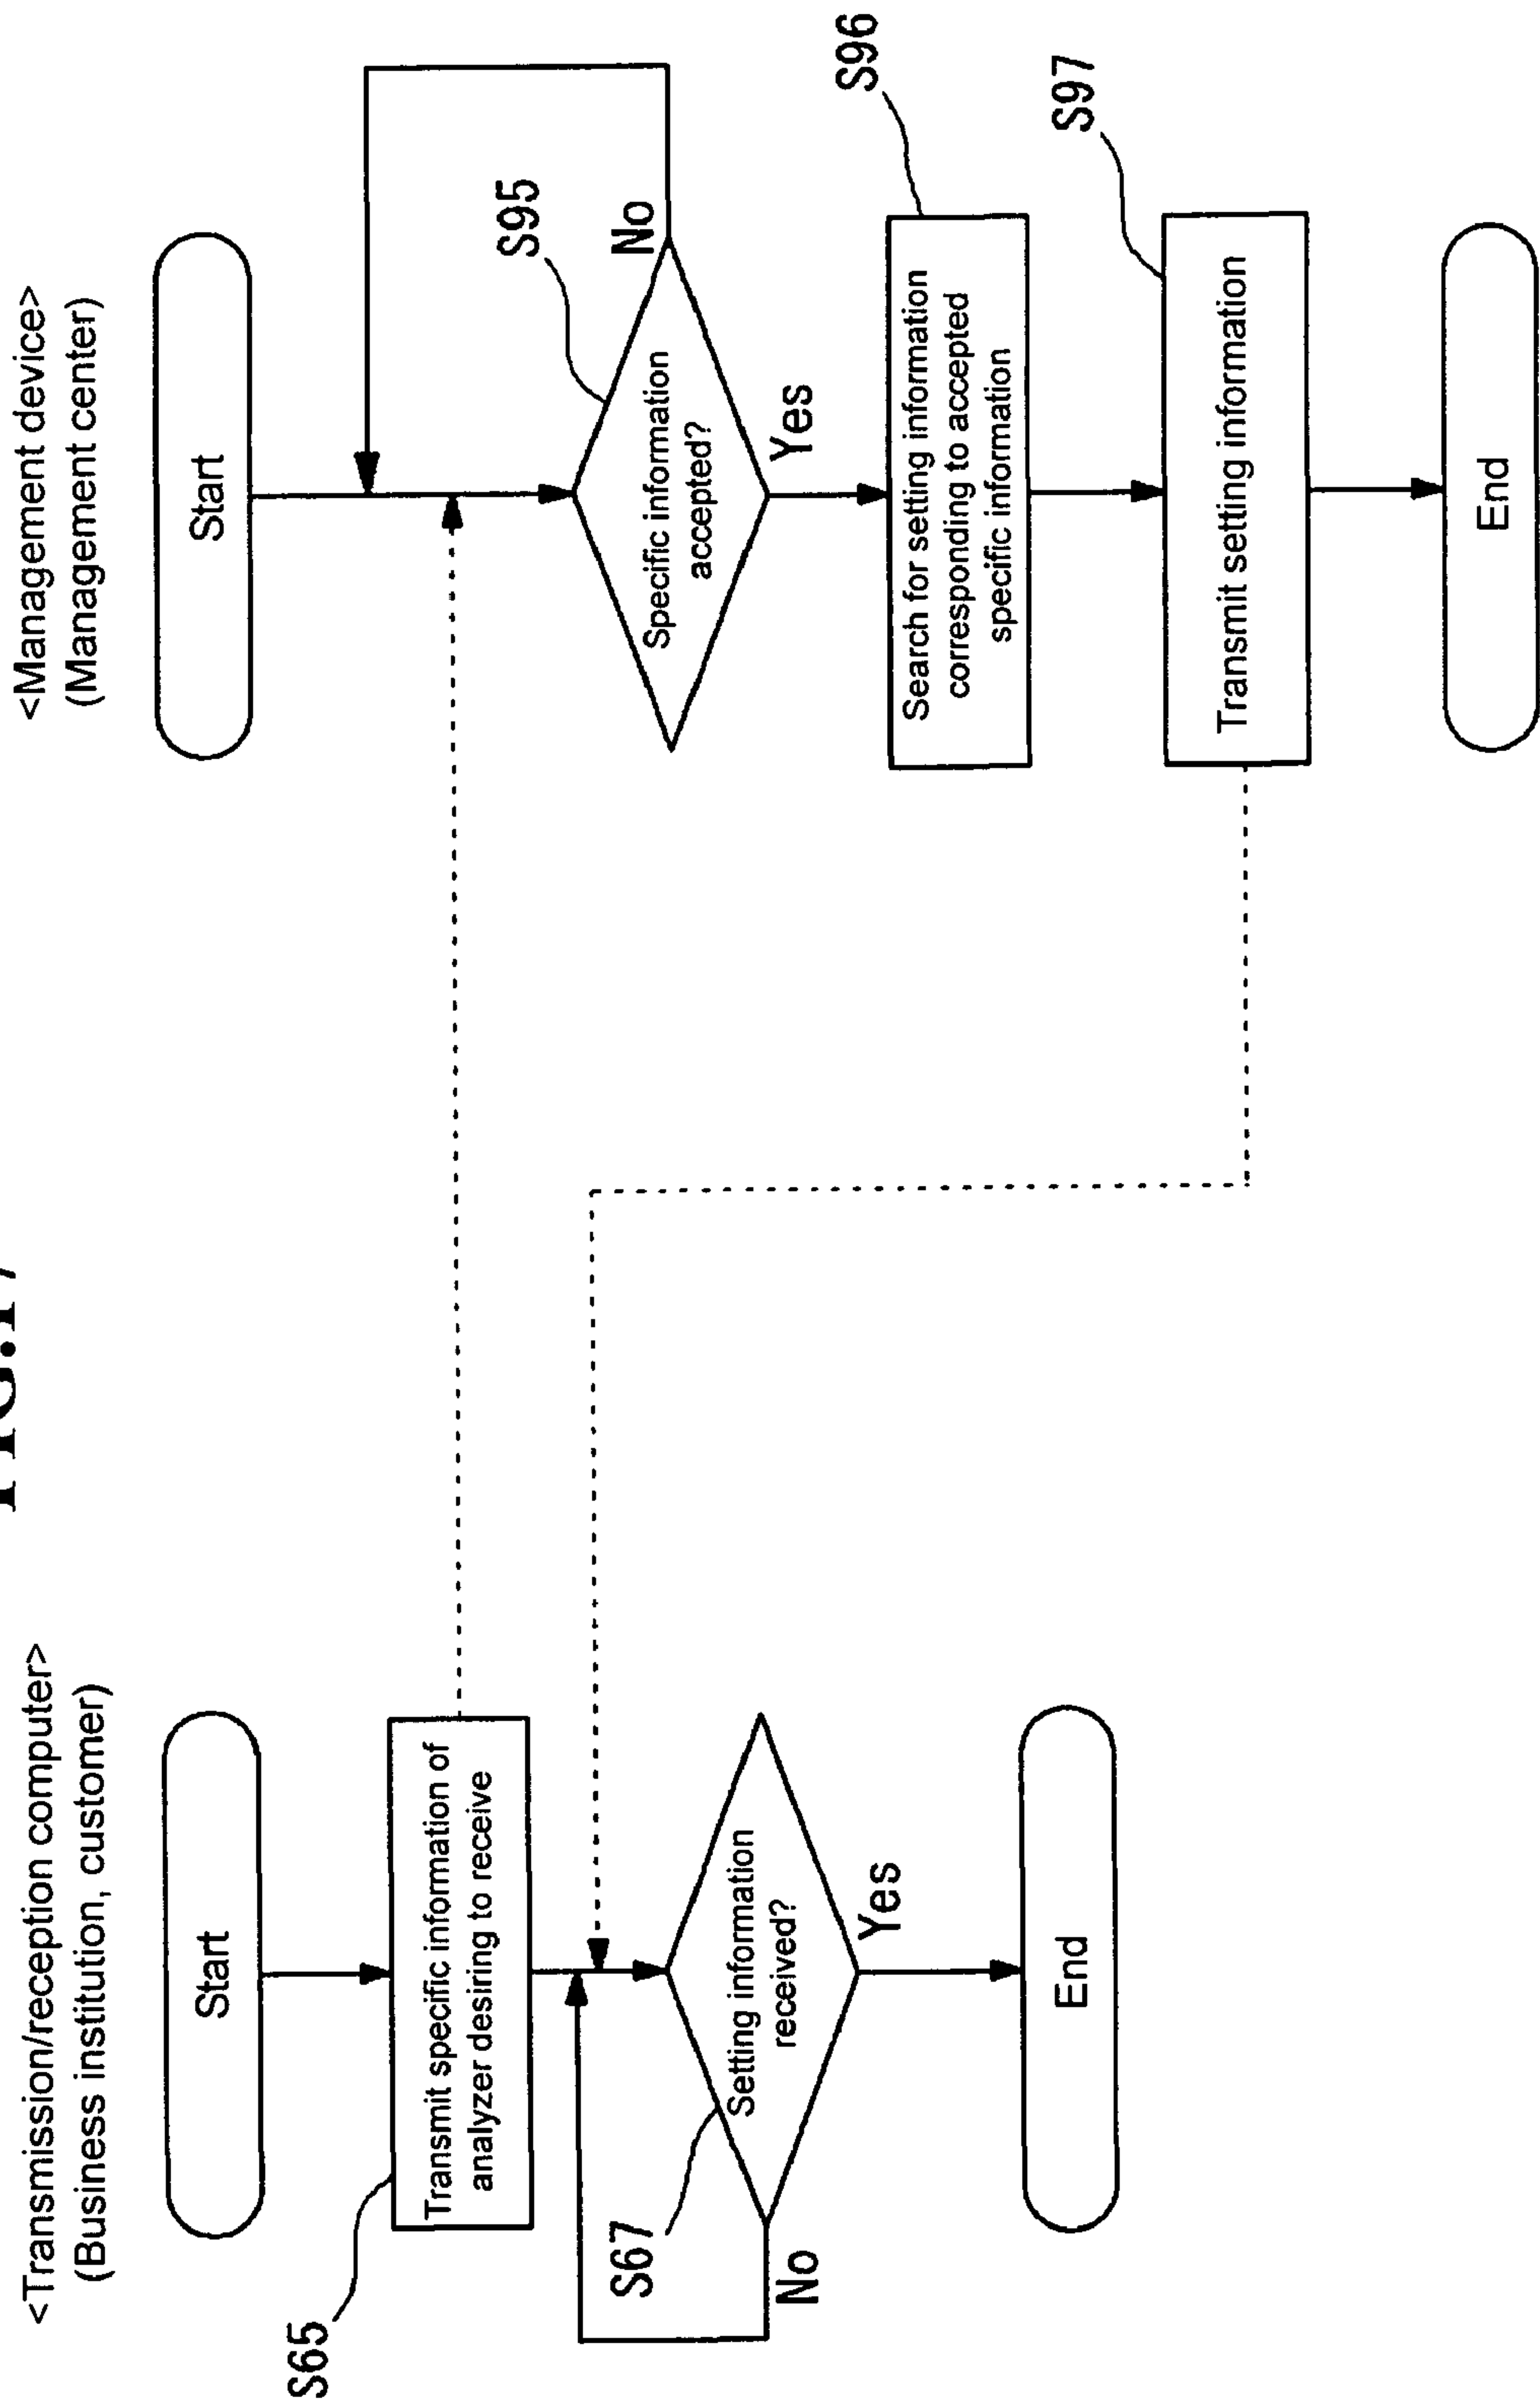 FIG.17
<Transmission/reception computer>
(Business institution, customer)
Start
S65
Transmit specific information of
analyzer desiring to receive
S67
Setting information
received?
No
Yes
End
<Management device>
(Management center)
Start
S95
Specific information
accepted?
No
Yes
S96
Search for setting information
corresponding to accepted
specific information
S97
Transmit setting information
End